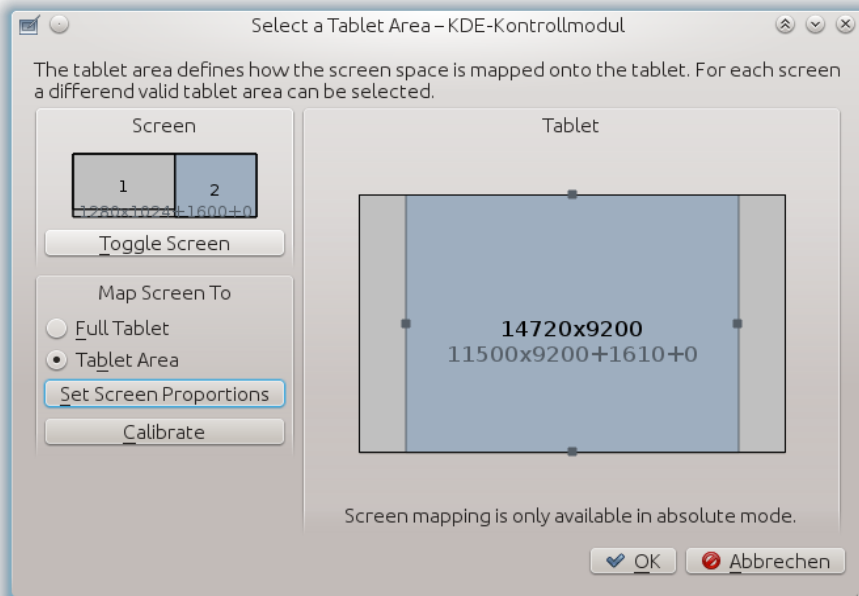 Select a Tablet Area – KDE-Kontrollmodul
The tablet area defines how the screen space is mapped onto the tablet. For each screen
a differend valid tablet area can be selected.
Screen
1
2
1280x1024+1600+0
Toggle Screen
Map Screen To
Full Tablet
Tablet Area
Set Screen Proportions
Calibrate
Tablet
14720x9200
11500x9200+1610+0
Screen mapping is only available in absolute mode.
OK
Abbrechen